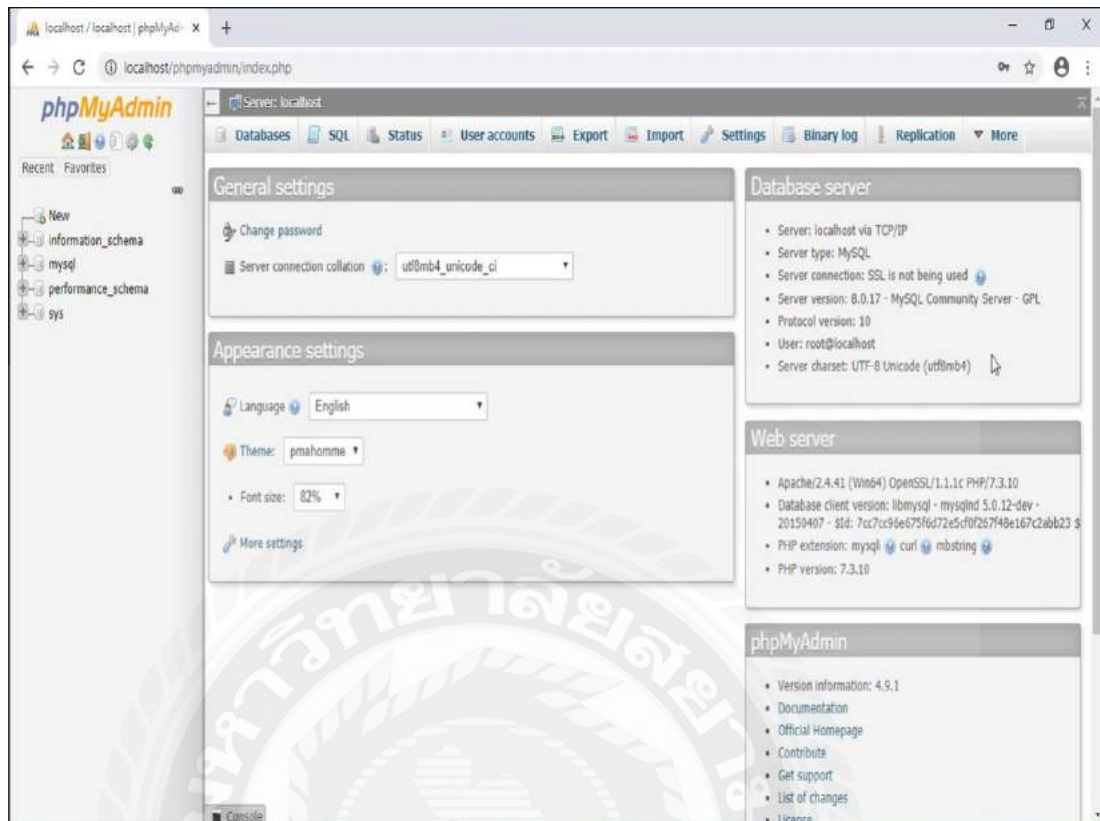 localhost / localhost | phpMyAd
localhost/phpmyadmin/index.php
phpMyAdmin
Recent Favorites
New
information_schema
mysql
performance_schema
sys
Server: localhost
Databases SQL Status User accounts Export Import Settings Binary log Replication More
General settings
Change password
Server connection collation : utf8mb4_unicode_ci
Appearance settings
Language English
Theme: pmahomme
Font size: 82%
More settings
Database server
Server: localhost via TCP/IP
Server type: MySQL
Server connection: SSL is not being used
Server version: 8.0.17 - MySQL Community Server - GPL
Protocol version: 10
User: root@localhost
Server charset: UTF-8 Unicode (utf8mb4)
Web server
Apache/2.4.41 (Win64) OpenSSL/1.1.1c PHP/7.3.10
Database client version: libmysql - mysqlnd 5.0.12-dev -
20150407 - $Id: 7cc7cc96e675f6d72e5cf0f267f48e167c2abb23 $
PHP extension: mysqli curl mbstring
PHP version: 7.3.10
phpMyAdmin
Version information: 4.9.1
Documentation
Official Homepage
Contribute
Get support
List of changes
License
Console